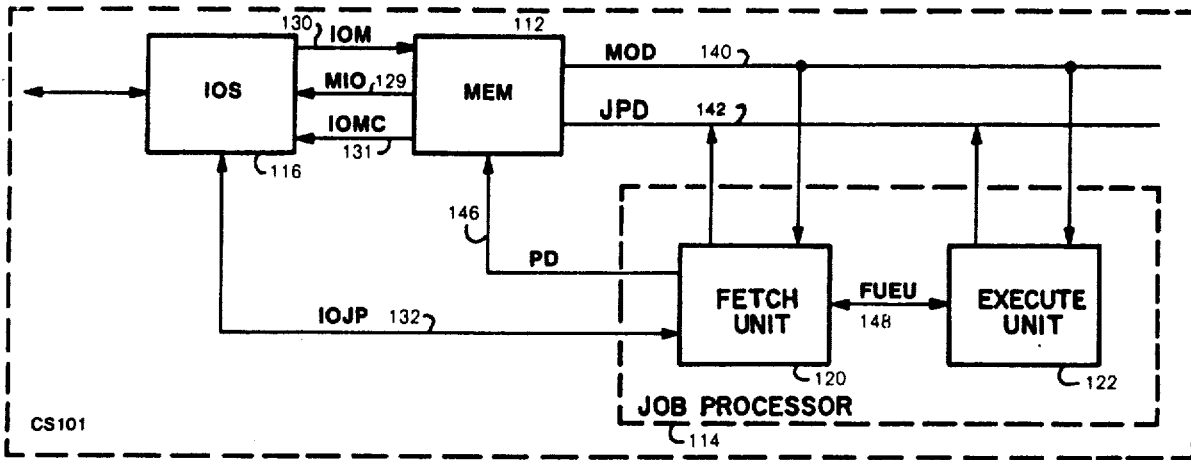 130 IOM
112
MOD 140
IOS
MIO 129
MEM
JPD 142
IOMC
131
116
146
PD
FETCH
UNIT
FUEU
148
EXECUTE
UNIT
IOJP 132
120
122
JOB PROCESSOR
CS101
114